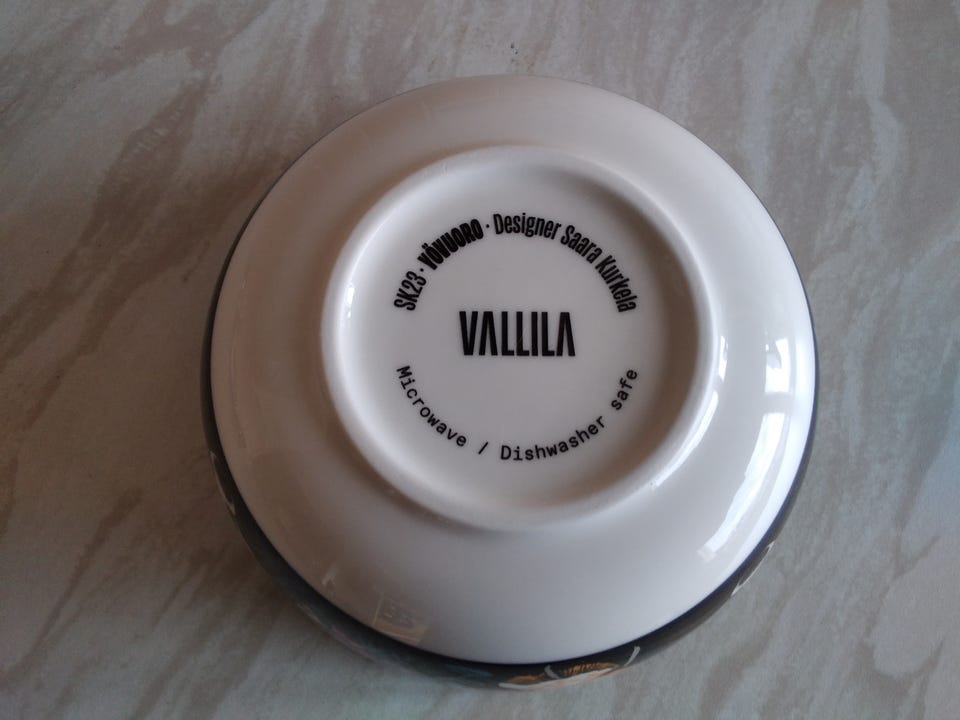 SK23 · YÖVUORO · Designer Saara Kurkela
VALLILA
Microwave / Dishwasher safe